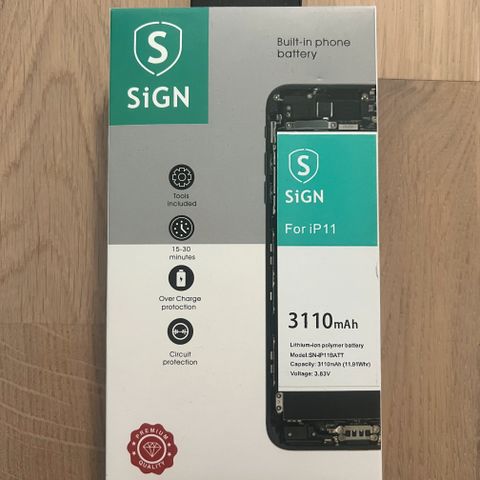 S
SiGN
Built-in phone
battery
Tools
included
15-30
minutes
Over Charge
protoction
Circuit
protection
PREMIUM
QUALITY
S
SiGN
For iP11
3110mAh
Lithium-ion polymer battery
Model:SN-IP11BATT
Capacity: 3110mAh (11.91Whr)
Voltage: 3.83V